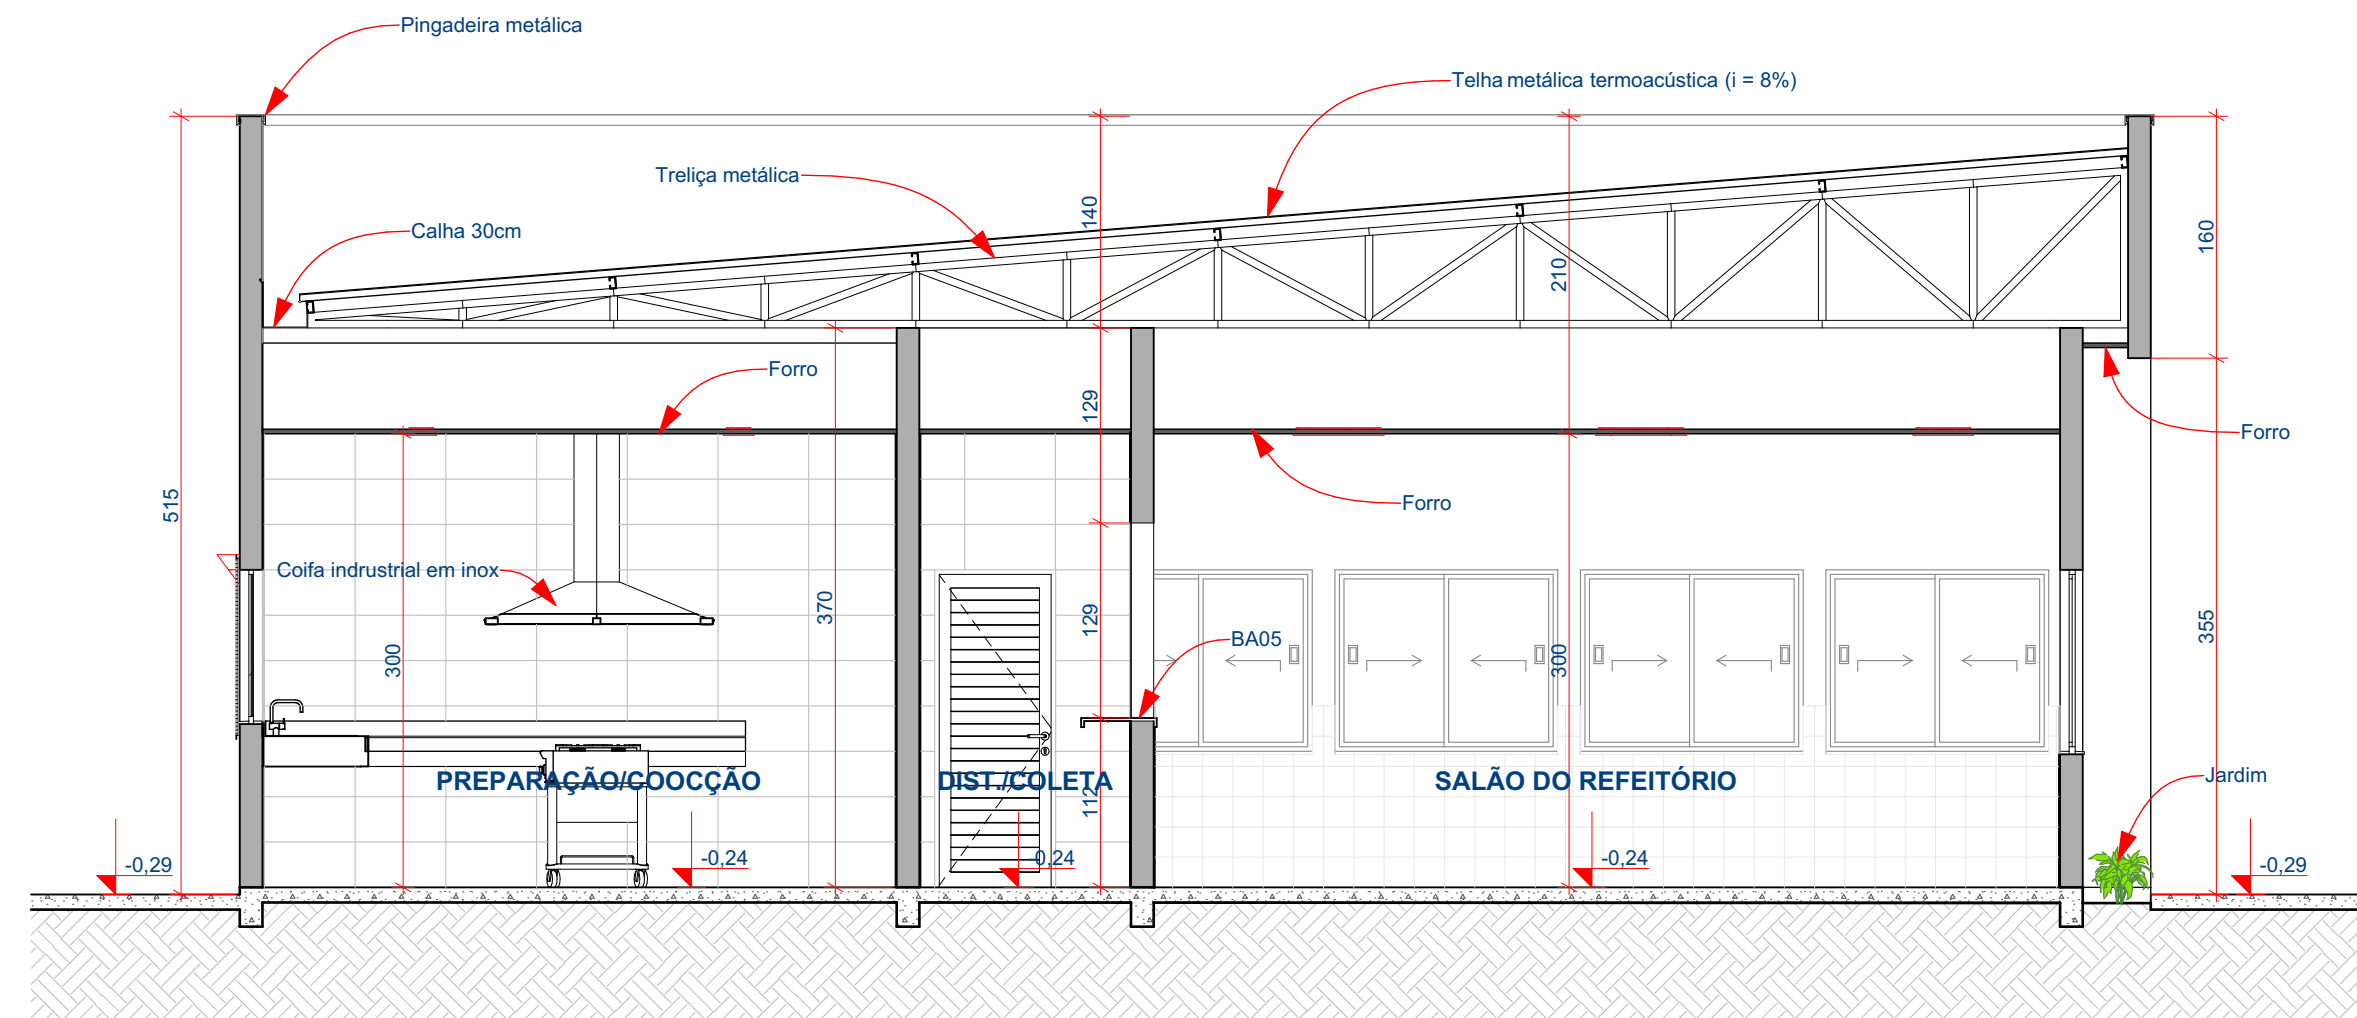 Pingadeira metálica
Telha metálica termoacústica (i = 8%)
Treliça metálica
Calha 30cm
140
160
210
Forro
129
Forro
Forro
515
Coifa indrustrial em inox
370
129
355
300
300
BA05
PREPARAÇÃO/COOCÇÃO
DIST./COLETA
SALÃO DO REFEITÓRIO
Jardim
112
-0,29
-0,24
-0,24
-0,24
-0,29